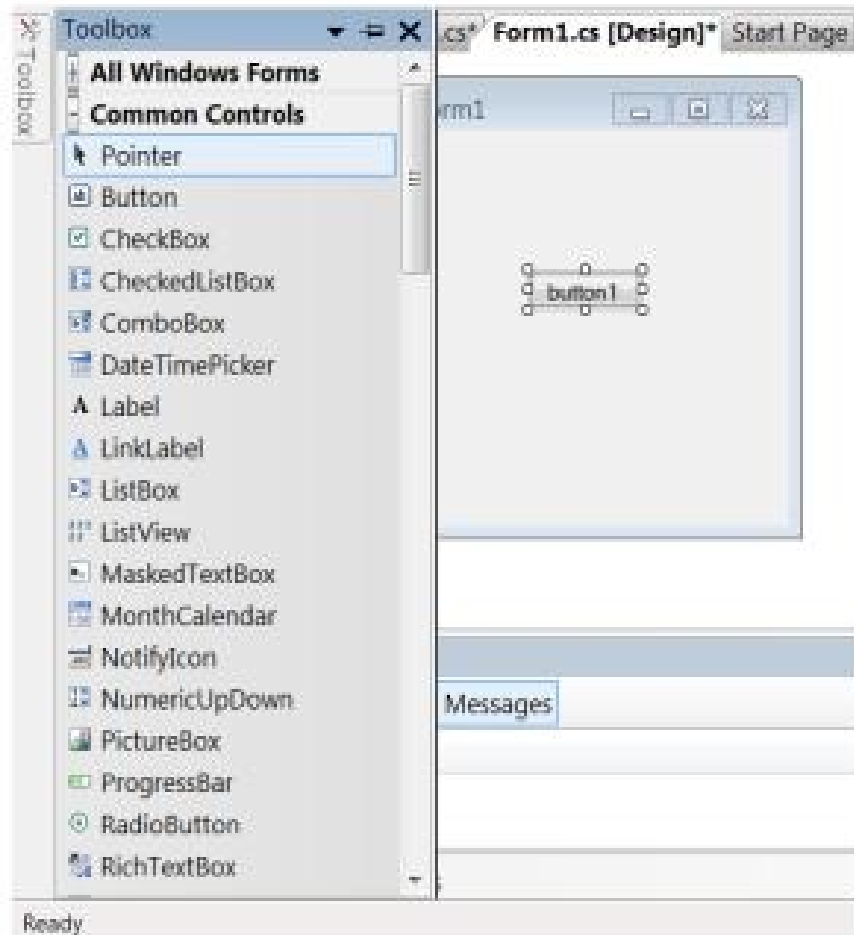 Toolbox
Toolbox
All Windows Forms
Common Controls
Pointer
Button
CheckBox
CheckedListBox
ComboBox
DateTimePicker
Label
LinkLabel
ListBox
ListView
MaskedTextBox
MonthCalendar
NotifyIcon
NumericUpDown
PictureBox
ProgressBar
RadioButton
RichTextBox
.cs* Form1.cs [Design]* Start Page
orm1
button1
Messages
Ready